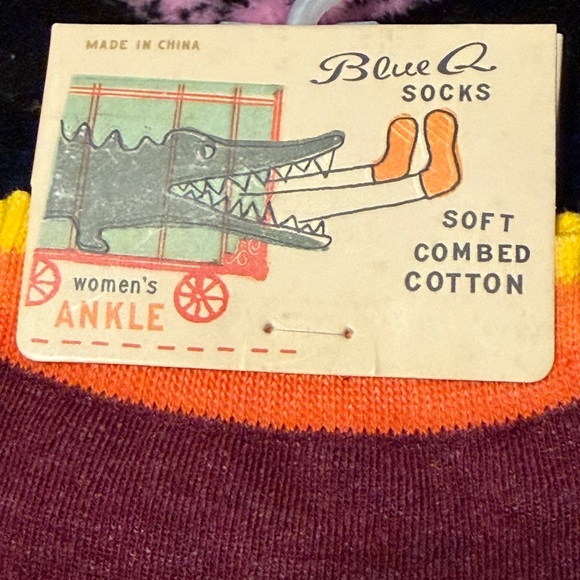 MADE IN CHINA
Blue Q
SOCKS
SOFT
COMBED
COTTON
women's
ANKLE